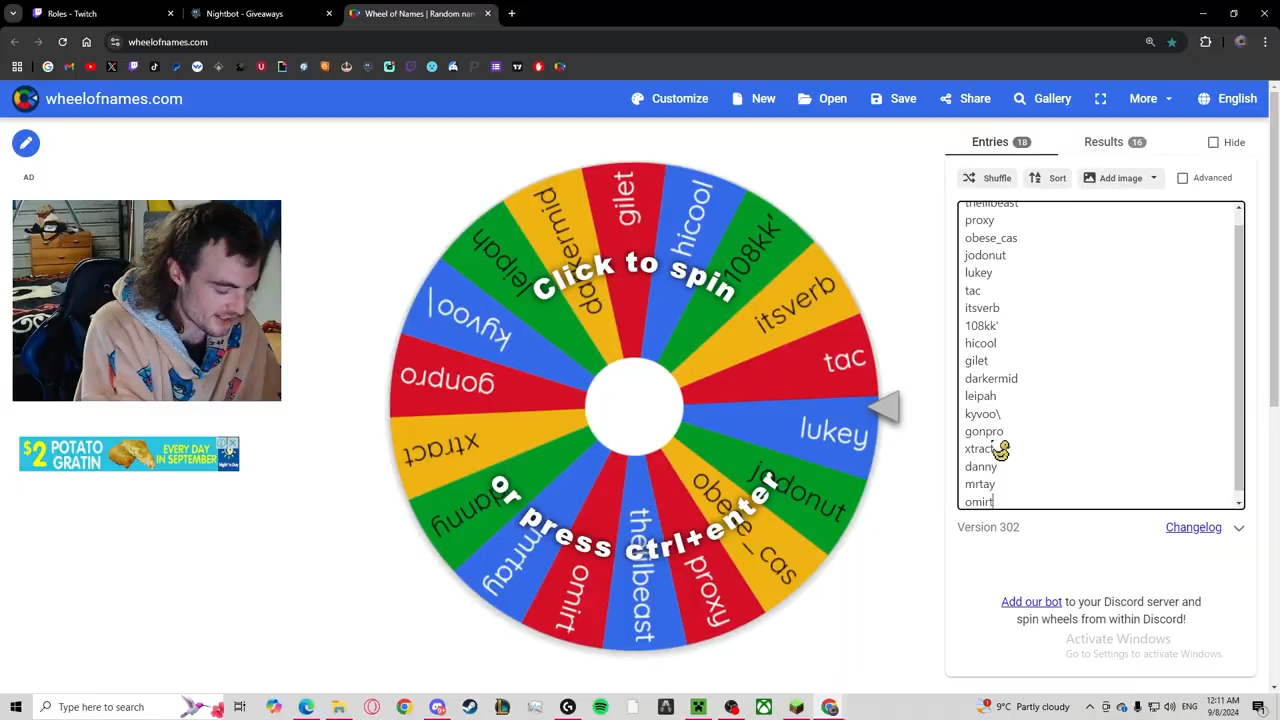 Roles - Twitch
Nightbot - Giveaways
Wheel of Names | Random nam
wheelofnames.com
wheelofnames.com
Customize
New
Open
Save
Share
Gallery
More
English
AD
$2 POTATO GRATIN
EVERY DAY IN SEPTEMBER
Night 'n Day
gilet
hicool
108kk'
itsverb
tac
lukey
jodonut
obese_cas
proxy
thelilbeast
omirt
mrtay
danny
xtract
gonpro
kyvoo\
leipah
darkermid
Click to spin
or press ctrl+enter
Entries 18
Results 16
Hide
Shuffle
Sort
Add image
Advanced
thelilbeast
proxy
obese_cas
jodonut
lukey
tac
itsverb
108kk'
hicool
gilet
darkermid
leipah
kyvoo\
gonpro
xtract
danny
mrtay
omirt
Version 302
Changelog
Add our bot to your Discord server and
spin wheels from within Discord!
Activate Windows
Go to Settings to activate Windows.
Type here to search
9°C Partly cloudy
ENG
12:11 AM
9/8/2024